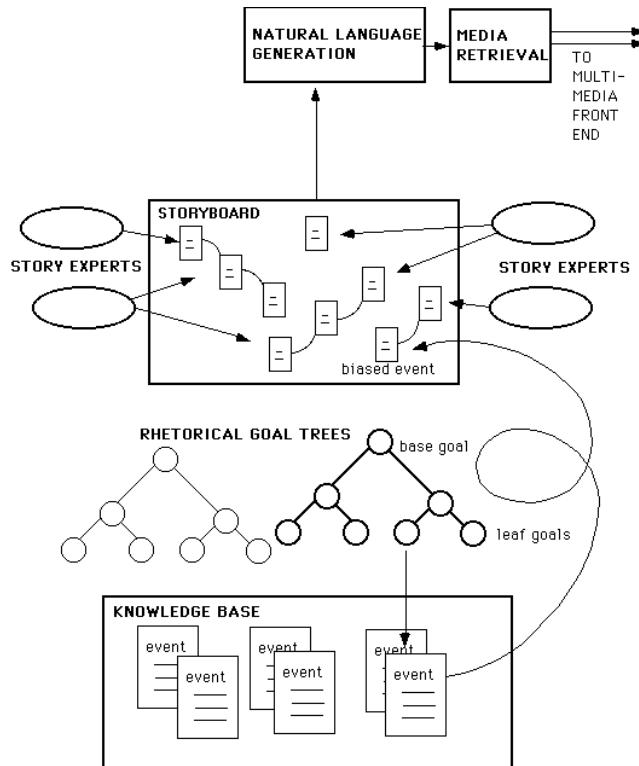 NATURAL LANGUAGE
GENERATION
MEDIA
RETRIEVAL
TO
MULTI-
MEDIA
FRONT
END
STORYBOARD
STORY EXPERTS
STORY EXPERTS
biased event
RHETORICAL GOAL TREES
base goal
leaf goals
KNOWLEDGE BASE
event
event
event
event
event
event